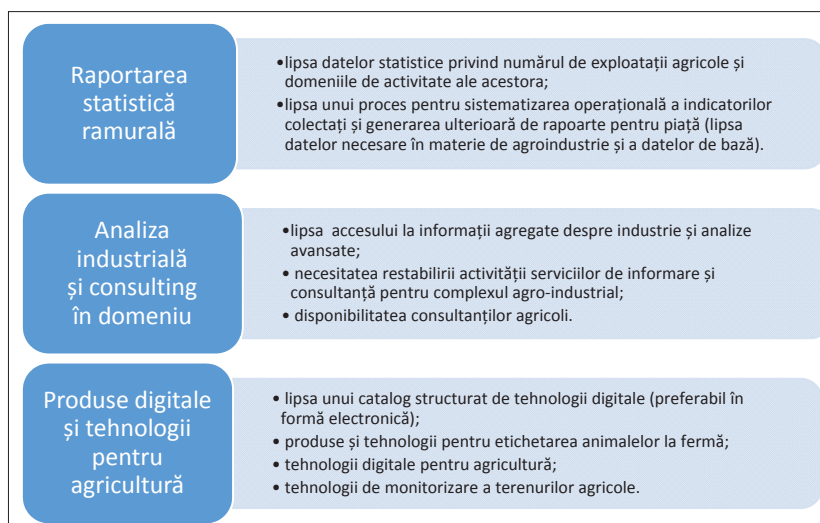 Raportarea
statistică
ramurală
•lipsa datelor statistice privind numărul de exploatații agricole și
domeniile de activitate ale acestora;
•lipsa unui proces pentru sistematizarea operațională a indicatorilor
colectați și generarea ulterioară de rapoarte pentru piață (lipsa
datelor necesare în materie de agroindustrie și a datelor de bază).
Analiza
industrială
și consulting
în domeniu
•lipsa accesului la informații agregate despre industrie și analize
avansate;
• necesitatea restabilirii activității serviciilor de informare și
consultanță pentru complexul agro-industrial;
• disponibilitatea consultanților agricoli.
Produse digitale
și tehnologii
pentru
agricultură
• lipsa unui catalog structurat de tehnologii digitale (preferabil în
formă electronică);
• produse și tehnologii pentru etichetarea animalelor la fermă;
• tehnologii digitale pentru agricultură;
• tehnologii de monitorizare a terenurilor agricole.